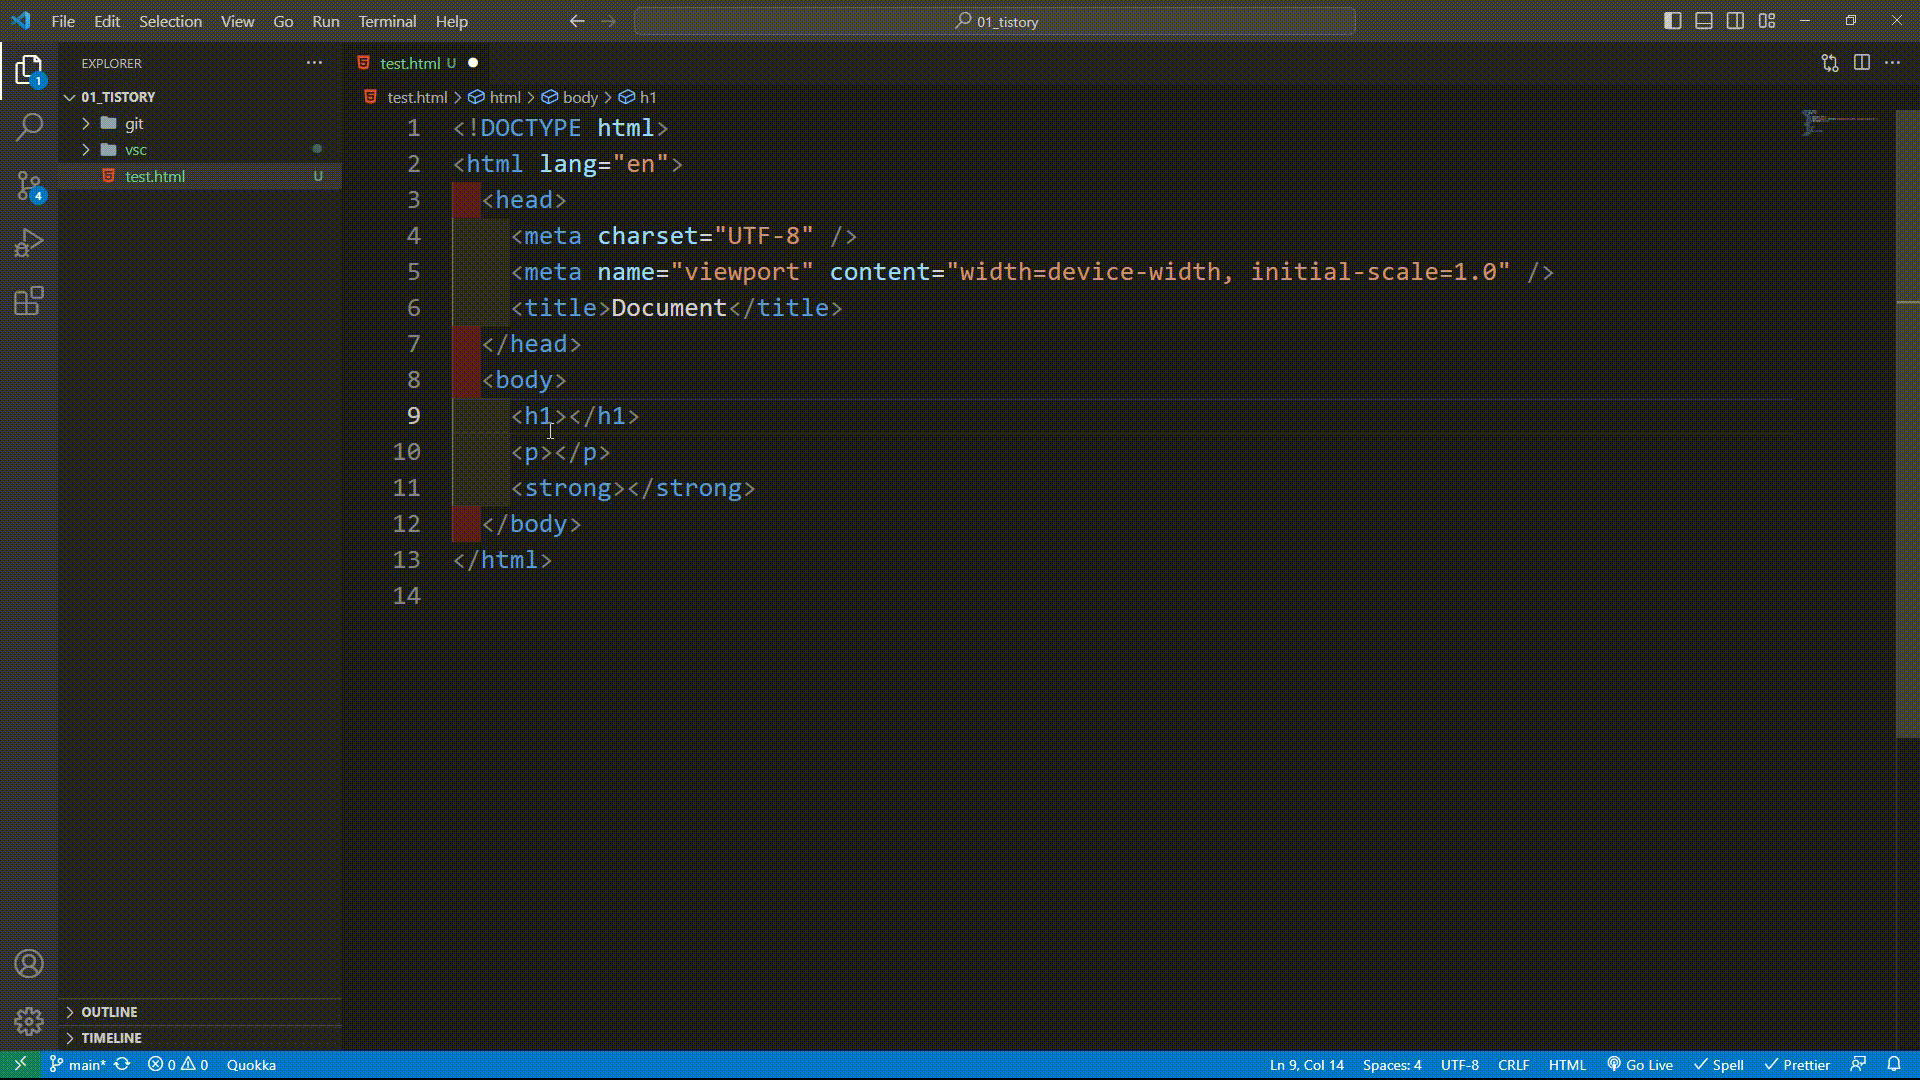 File Edit Selection View Go Run Terminal Help
01_tistory
EXPLORER
01_TISTORY
git
vsc
test.html U
OUTLINE
TIMELINE
test.html U
test.html > html > body > h1
1 <!DOCTYPE html>
2 <html lang="en">
3 <head>
4 <meta charset="UTF-8" />
5 <meta name="viewport" content="width=device-width, initial-scale=1.0" />
6 <title>Document</title>
7 </head>
8 <body>
9 <h1></h1>
10 <p></p>
11 <strong></strong>
12 </body>
13 </html>
14
1
4
main* 0 0 Quokka
Ln 9, Col 14 Spaces: 4 UTF-8 CRLF HTML Go Live Spell Prettier